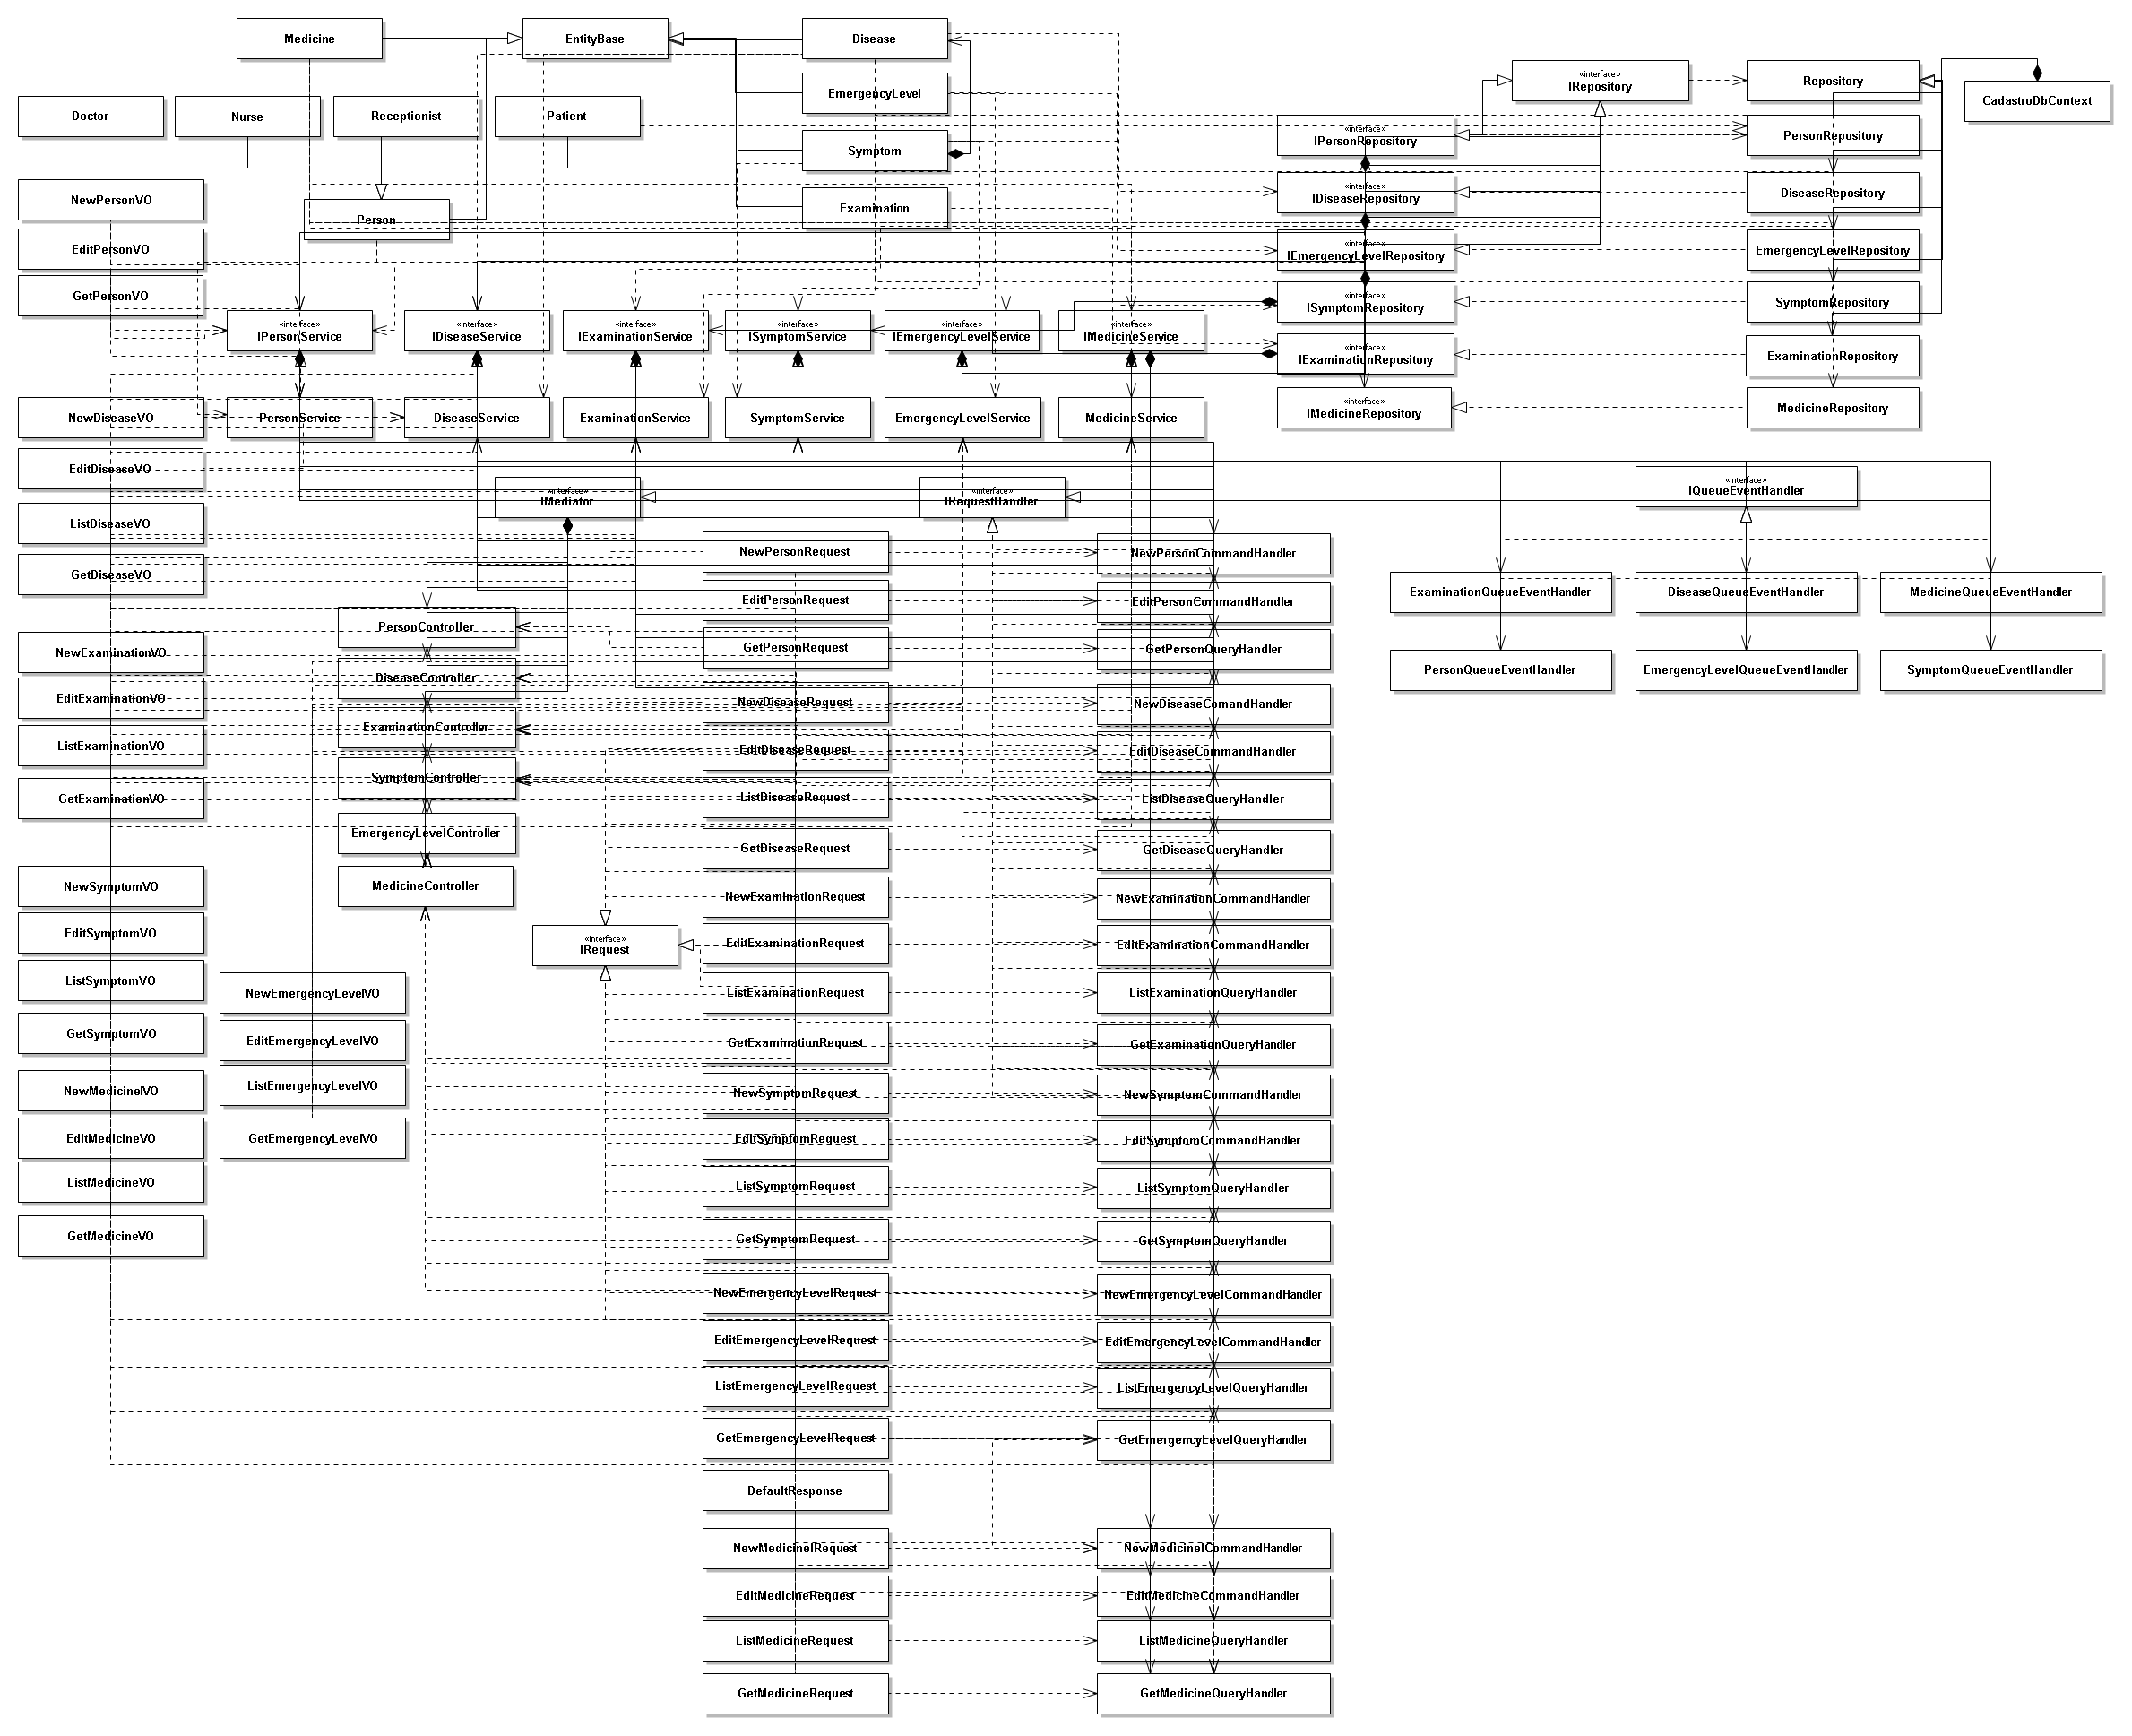 Medicine
EntityBase
Disease
EmergencyLevel
«interface»
IRepository
Repository
CadastroDbContext
Doctor
Nurse
Receptionist
Patient
Symptom
«interface»
IPersonRepository
PersonRepository
NewPersonVO
Person
Examination
«interface»
IDiseaseRepository
DiseaseRepository
EditPersonVO
«interface»
IEmergencyLevelRepository
EmergencyLevelRepository
GetPersonVO
«interface»
ISymptomRepository
SymptomRepository
«interface»
IPersonService
«interface»
IDiseaseService
«interface»
IExaminationService
«interface»
ISymptomService
«interface»
IEmergencyLevelService
«interface»
IMedicineService
«interface»
IExaminationRepository
ExaminationRepository
NewDiseaseVO
PersonService
DiseaseService
ExaminationService
SymptomService
EmergencyLevelService
MedicineService
«interface»
IMedicineRepository
MedicineRepository
EditDiseaseVO
«interface»
IMediator
«interface»
IRequestHandler
«interface»
IQueueEventHandler
ListDiseaseVO
NewPersonRequest
NewPersonCommandHandler
GetDiseaseVO
EditPersonRequest
EditPersonCommandHandler
ExaminationQueueEventHandler
DiseaseQueueEventHandler
MedicineQueueEventHandler
PersonController
GetPersonRequest
GetPersonQueryHandler
NewExaminationVO
DiseaseController
PersonQueueEventHandler
EmergencyLevelQueueEventHandler
SymptomQueueEventHandler
EditExaminationVO
NewDiseaseRequest
NewDiseaseComandHandler
ExaminationController
ListExaminationVO
EditDiseaseRequest
EditDiseaseCommandHandler
SymptomController
GetExaminationVO
ListDiseaseRequest
ListDiseaseQueryHandler
EmergencyLevelController
GetDiseaseRequest
GetDiseaseQueryHandler
NewSymptomVO
MedicineController
NewExaminationRequest
NewExaminationCommandHandler
EditSymptomVO
«interface»
IRequest
EditExaminationRequest
EditExaminationCommandHandler
ListSymptomVO
NewEmergencyLevelVO
ListExaminationRequest
ListExaminationQueryHandler
GetSymptomVO
EditEmergencyLevelVO
GetExaminationRequest
GetExaminationQueryHandler
NewMedicineIVO
ListEmergencyLevelVO
NewSymptomRequest
NewSymptomCommandHandler
EditMedicineVO
GetEmergencyLevelVO
EditSymptomRequest
EditSymptomCommandHandler
ListMedicineVO
ListSymptomRequest
ListSymptomQueryHandler
GetMedicineVO
GetSymptomRequest
GetSymptomQueryHandler
NewEmergencyLevelRequest
NewEmergencyLevelCommandHandler
EditEmergencyLevelRequest
EditEmergencyLevelCommandHandler
ListEmergencyLevelRequest
ListEmergencyLevelQueryHandler
GetEmergencyLevelRequest
GetEmergencyLevelQueryHandler
DefaultResponse
NewMedicineIRequest
NewMedicineICommandHandler
EditMedicineRequest
EditMedicineCommandHandler
ListMedicineRequest
ListMedicineQueryHandler
GetMedicineRequest
GetMedicineQueryHandler